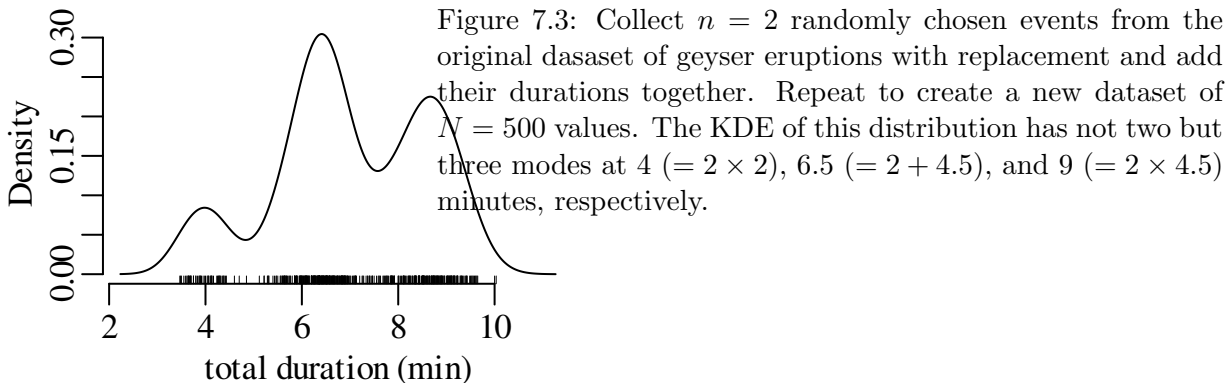 Figure 7.3: Collect n = 2 randomly chosen events from the
original dasaset of geyser eruptions with replacement and add
their durations together. Repeat to create a new dataset of
N = 500 values. The KDE of this distribution has not two but
three modes at 4 (= 2 × 2), 6.5 (= 2 + 4.5), and 9 (= 2 × 4.5)
minutes, respectively.
Density
0.30
0.15
0.00
2 4 6 8 10
total duration (min)